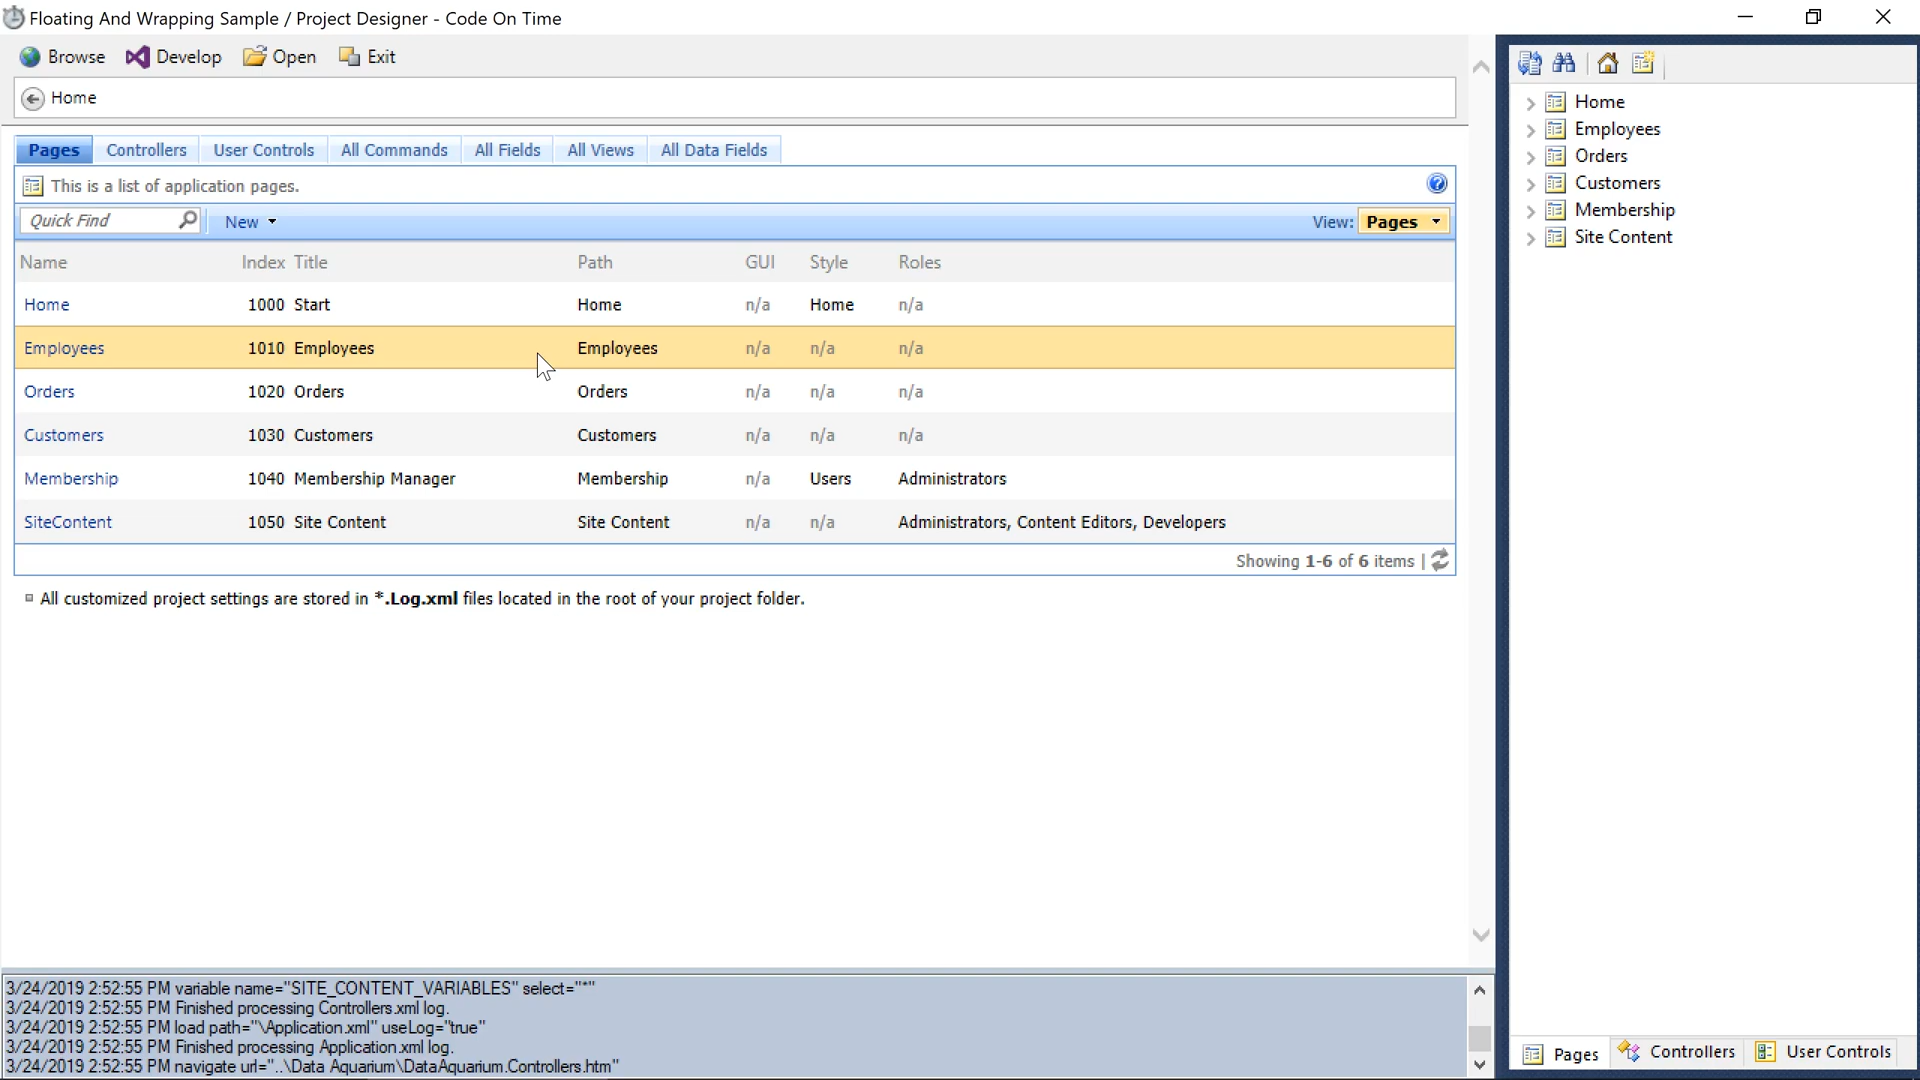 Floating And Wrapping Sample / Project Designer - Code On Time
Browse Develop Open Exit
Home
Pages Controllers User Controls All Commands All Fields All Views All Data Fields
This is a list of application pages.
Quick Find New View: Pages
Name Index Title Path GUI Style Roles
Home 1000 Start Home n/a Home n/a
Employees 1010 Employees Employees n/a n/a n/a
Orders 1020 Orders Orders n/a n/a n/a
Customers 1030 Customers Customers n/a n/a n/a
Membership 1040 Membership Manager Membership n/a Users Administrators
SiteContent 1050 Site Content Site Content n/a n/a Administrators, Content Editors, Developers
Showing 1-6 of 6 items |
All customized project settings are stored in *.Log.xml files located in the root of your project folder.
3/24/2019 2:52:55 PM variable name="SITE_CONTENT_VARIABLES" select="*"
3/24/2019 2:52:55 PM Finished processing Controllers.xml log.
3/24/2019 2:52:55 PM load path="\Application.xml" useLog="true"
3/24/2019 2:52:55 PM Finished processing Application.xml log.
3/24/2019 2:52:55 PM navigate url="..\Data Aquarium\DataAquarium.Controllers.htm"
Home
Employees
Orders
Customers
Membership
Site Content
Pages Controllers User Controls